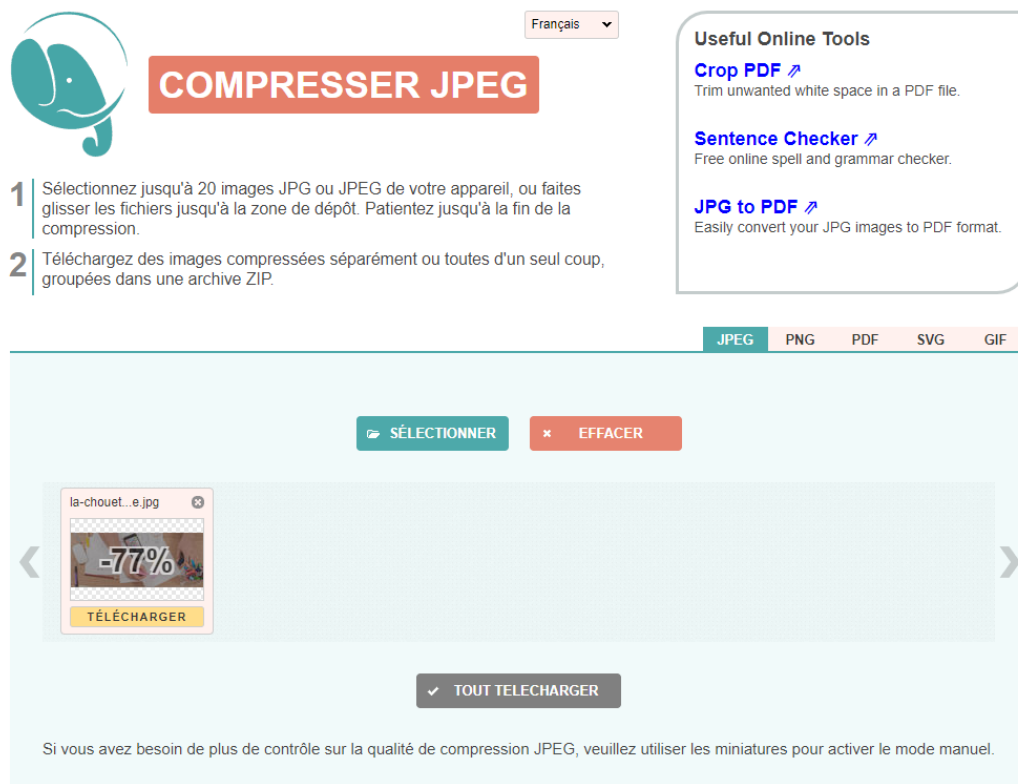 Français
COMPRESSER JPEG
1
Sélectionnez jusqu'à 20 images JPG ou JPEG de votre appareil, ou faites
glisser les fichiers jusqu'à la zone de dépôt. Patientez jusqu'à la fin de la
compression.
2
Téléchargez des images compressées séparément ou toutes d'un seul coup,
groupées dans une archive ZIP.
Useful Online Tools
Crop PDF ⇗
Trim unwanted white space in a PDF file.
Sentence Checker ⇗
Free online spell and grammar checker.
JPG to PDF ⇗
Easily convert your JPG images to PDF format.
JPEG PNG PDF SVG GIF
SÉLECTIONNER EFFACER
la-chouet...e.jpg
-77%
TÉLÉCHARGER
TOUT TELECHARGER
Si vous avez besoin de plus de contrôle sur la qualité de compression JPEG, veuillez utiliser les miniatures pour activer le mode manuel.